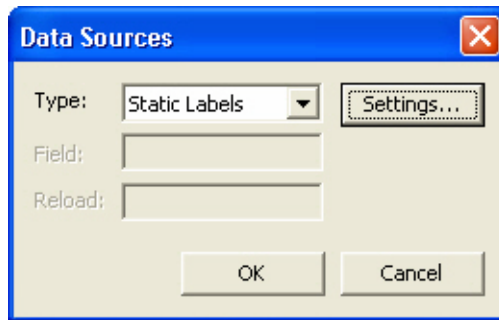 Data Sources
Type: Static Labels Settings...
Field:
Reload:
OK Cancel